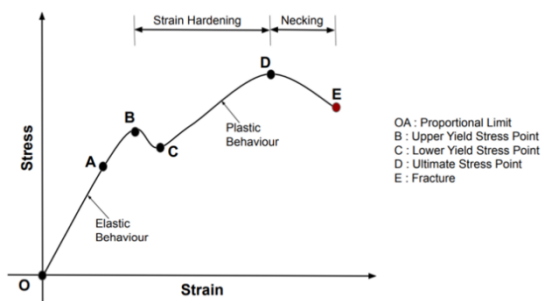 Strain Hardening
Necking
D
E
B
C
A
Plastic
Behaviour
Elastic
Behaviour
O
Stress
Strain
OA : Proportional Limit
B : Upper Yield Stress Point
C : Lower Yield Stress Point
D : Ultimate Stress Point
E : Fracture